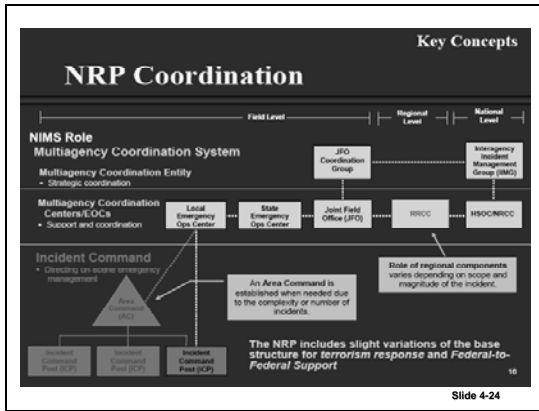 Key Concepts
NRP Coordination
Field Level
Regional
Level
National
Level
NIMS Role
Multiagency Coordination System
Multiagency Coordination Entity
• Strategic coordination
JFO
Coordination
Group
Interagency
Incident
Management
Group (IIMG)
Multiagency Coordination
Centers/EOCs
• Support and coordination
Local
Emergency
Ops Center
State
Emergency
Ops Center
Joint Field
Office (JFO)
RRCC
HSOC/NRCC
Incident Command
• Directing on-scene emergency
management
Area
Command
(AC)
An Area Command is
established when needed due
to the complexity or number of
incidents.
Role of regional components
varies depending on scope and
magnitude of the incident.
Incident
Command
Post (ICP)
Incident
Command
Post (ICP)
Incident
Command
Post (ICP)
The NRP includes slight variations of the base
structure for terrorism response and Federal-to-
Federal Support
16
Slide 4-24